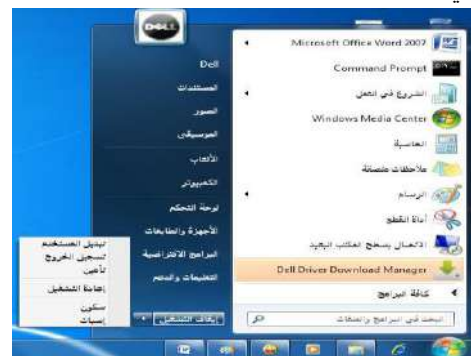 DELL
Microsoft Office Word 2007
Command Prompt
الشروع في العمل
Windows Media Center
الحاسبة
ملاحظات ملصقة
الرسام
أداة القطع
الاتصال بسطح المكتب البعيد
Dell Driver Download Manager
كافة البرامج
البحث في البرامج والملفات
Dell
المستندات
الصور
الموسيقى
الألعاب
الكمبيوتر
لوحة التحكم
الأجهزة والطابعات
البرامج الافتراضية
التعليمات والدعم
إيقاف التشغيل
تبديل المستخدم
تسجيل الخروج
تأمين
إعادة التشغيل
سكون
إسبات